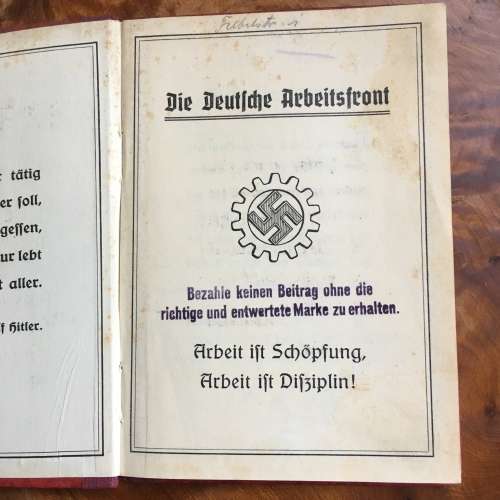 r tätig
er soll,
gessen,
ur lebt
t aller.
f Hitler.
Die Deutsche Arbeitsfront
Bezahle keinen Beitrag ohne die
richtige und entwertete Marke zu erhalten.
Arbeit ist Schöpfung,
Arbeit ist Disziplin!